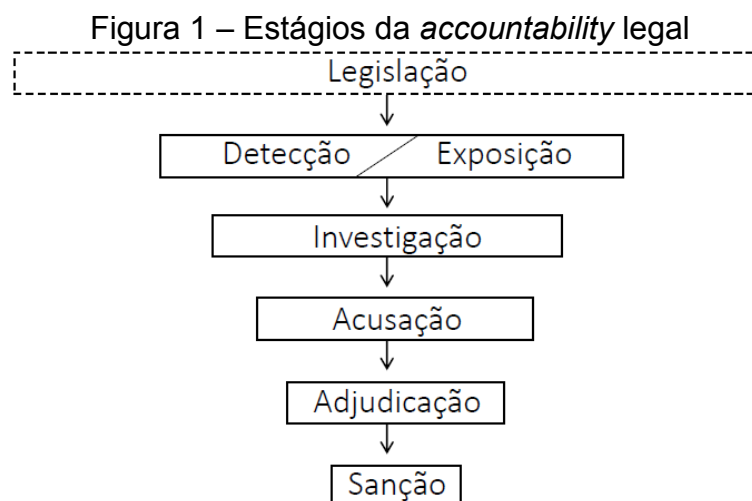 Figura 1 – Estágios da accountability legal
Legislação
Detecção Exposição
Investigação
Acusação
Adjudicação
Sanção